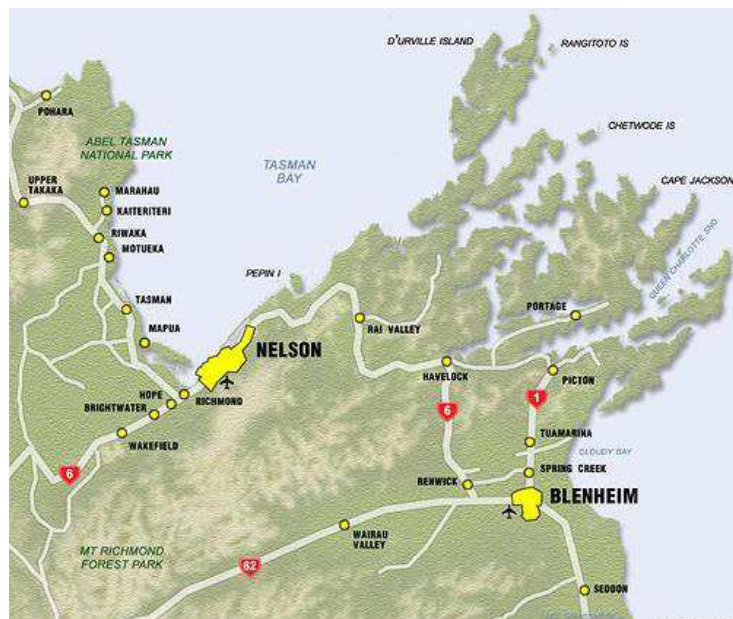 D'URVILLE ISLAND
RANGITOTO IS
POHARA
CHETWODE IS
ABEL TASMAN
NATIONAL PARK
TASMAN
BAY
UPPER
TAKAKA
MARAHAU
CAPE JACKSON
KAITERITERI
RIWAKA
MOTUEKA
QUEEN CHARLOTTE SND
PEPIN I
TASMAN
PORTAGE
MAPUA
RAI VALLEY
NELSON
HAVELOCK
PICTON
HOPE
RICHMOND
BRIGHTWATER
6
1
WAKEFIELD
TUAMARINA
CLOUDY BAY
6
SPRING CREEK
RENWICK
BLENHEIM
WAIRAU
VALLEY
MT RICHMOND
FOREST PARK
62
SEDDON